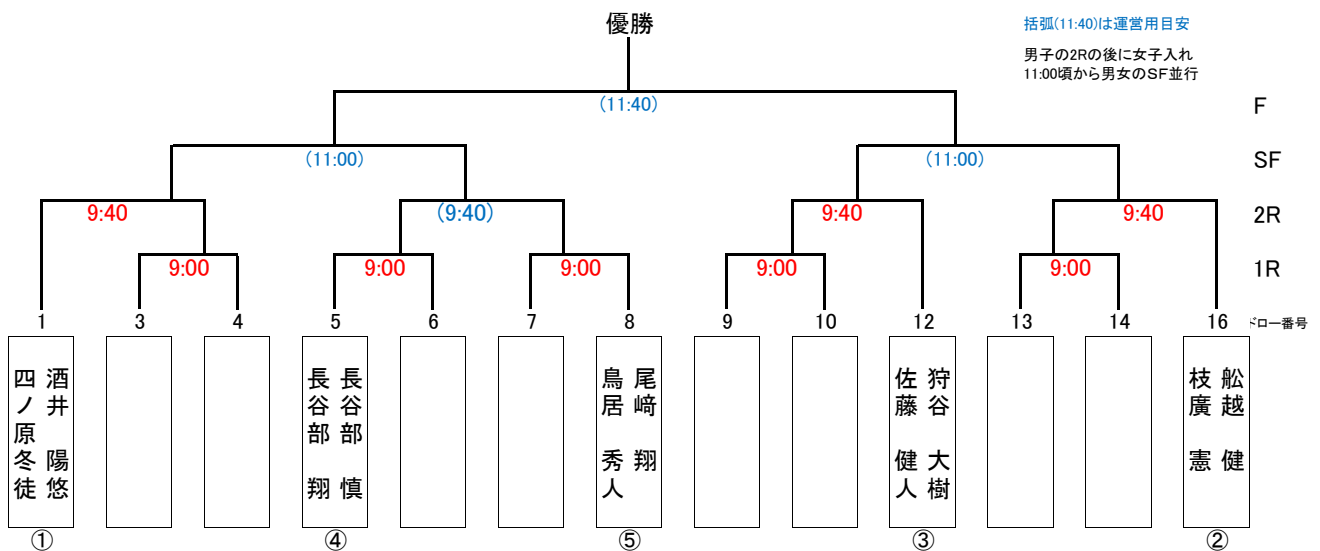 優勝
括弧(11:40)は運営用目安
男子の2Rの後に女子入れ
11:00頃から男女のSF並行
(11:40) F
(11:00) (11:00) SF
9:40 (9:40) 9:40 9:40 2R
9:00 9:00 9:00 9:00 9:00 1R
1 3 4 5 6 7 8 9 10 12 13 14 16 ドロー番号
酒井 陽悠
四ノ原冬徒
長谷部 慎
長谷部 翔
尾﨑 翔
鳥居 秀人
狩谷 大樹
佐藤 健人
舩越 健
枝廣 憲
① ④ ⑤ ③ ②